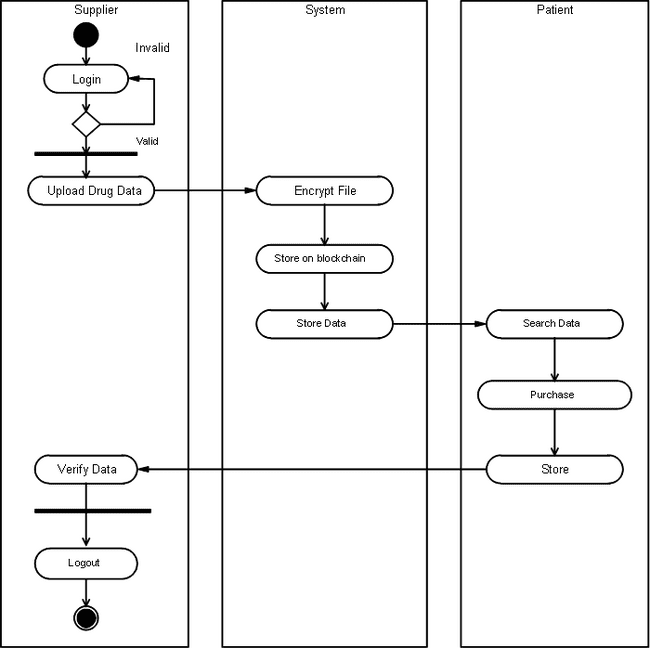 Supplier
System
Patient
Invalid
Login
Valid
Upload Drug Data
Encrypt File
Store on blockchain
Store Data
Search Data
Purchase
Verify Data
Store
Logout